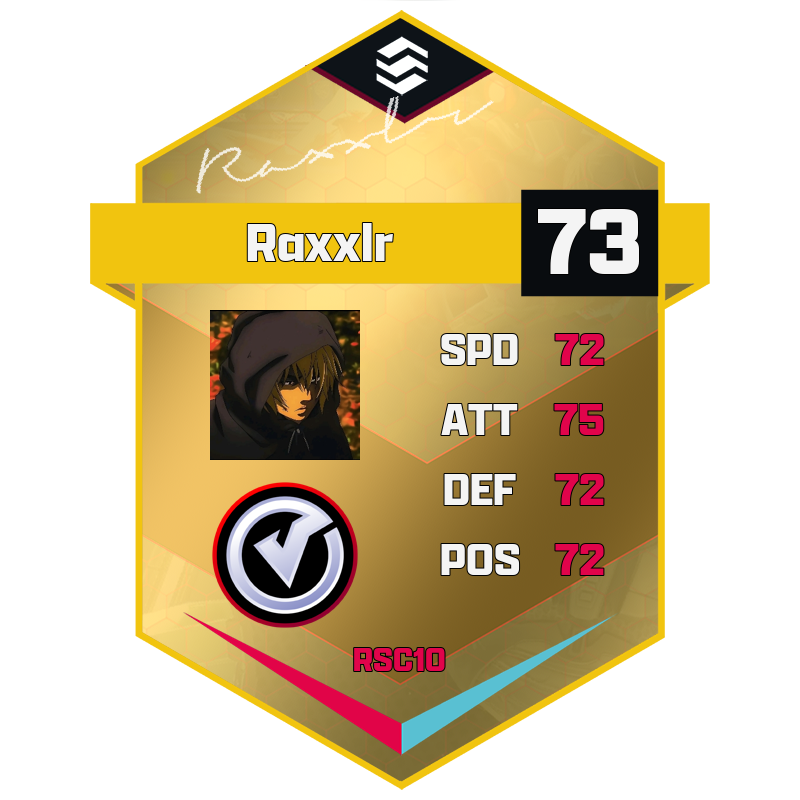 Raxxlr
Raxxlr 73
SPD 72
ATT 75
DEF 72
POS 72
RSC10